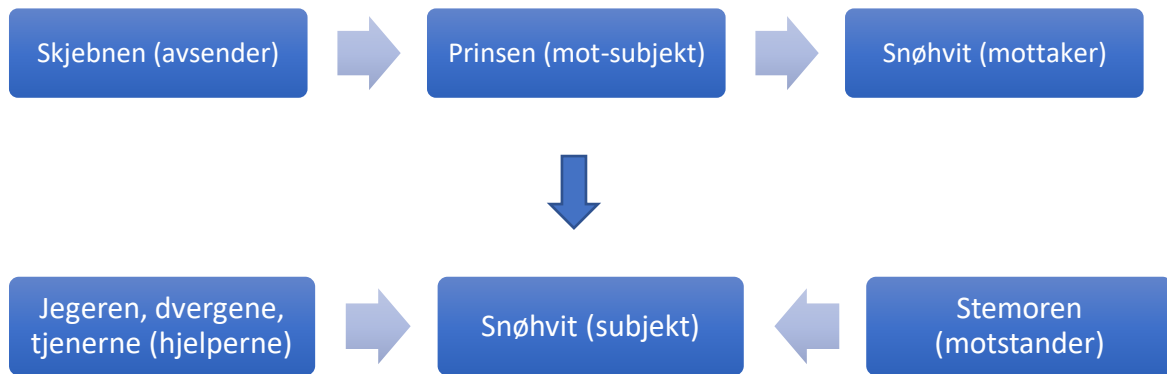 Skjebnen (avsender)
Prinsen (mot-subjekt)
Snøhvit (mottaker)
Jegeren, dvergene,
tjenerne (hjelperne)
Snøhvit (subjekt)
Stemoren
(motstander)